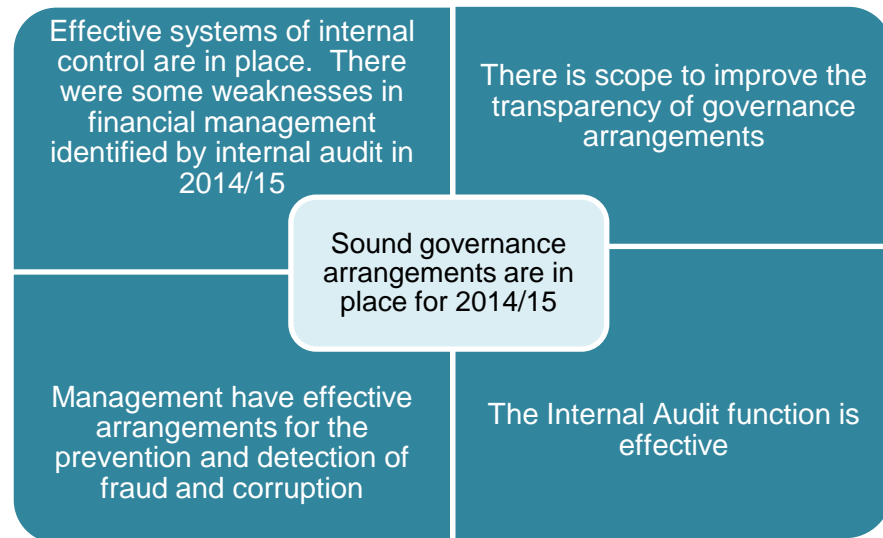 Effective systems of internal
control are in place.  There
were some weaknesses in
financial management
identified by internal audit in
2014/15
There is scope to improve the
transparency of governance
arrangements
Sound governance
arrangements are in
place for 2014/15
Management have effective
arrangements for the
prevention and detection of
fraud and corruption
The Internal Audit function is
effective